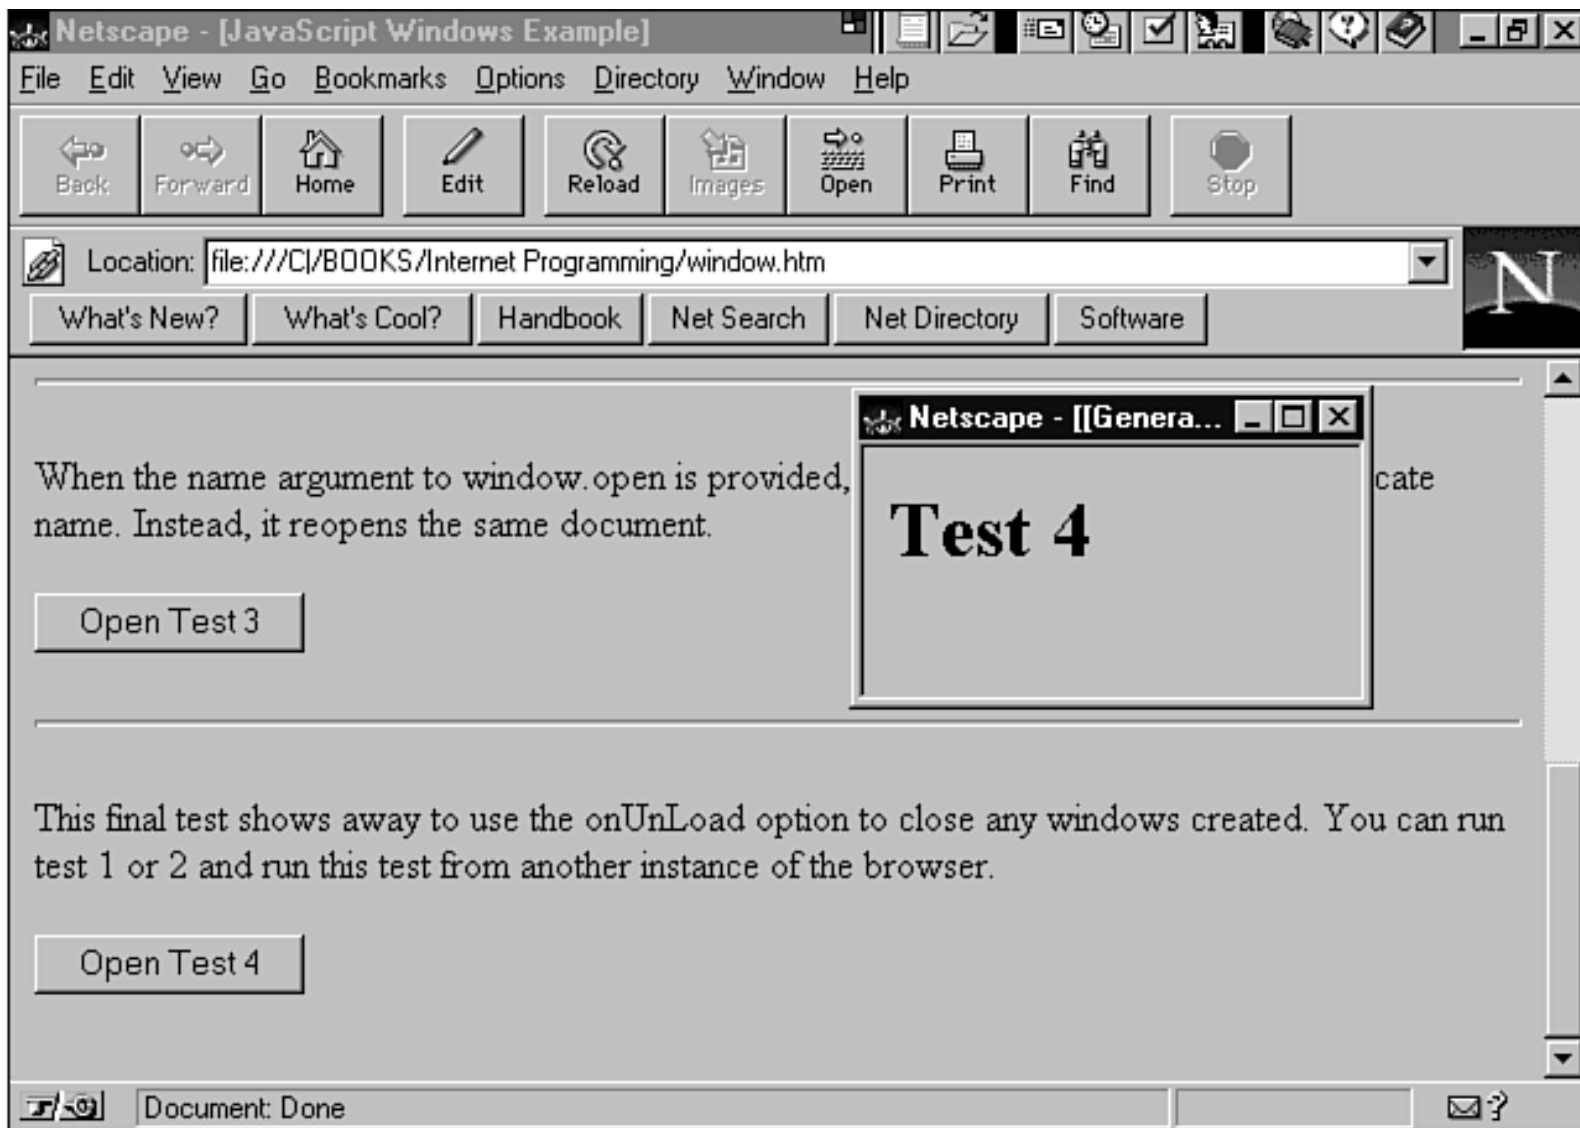 Netscape - [JavaScript Windows Example]
File Edit View Go Bookmarks Options Directory Window Help
Back Forward Home Edit Reload Images Open Print Find Stop
Location: file:///C|/BOOKS/Internet Programming/window.htm
N
What's New? What's Cool? Handbook Net Search Net Directory Software
Netscape - [[Genera...
Test 4
When the name argument to window.open is provided, cate
name. Instead, it reopens the same document.
Open Test 3
This final test shows away to use the onUnLoad option to close any windows created. You can run
test 1 or 2 and run this test from another instance of the browser.
Open Test 4
Document: Done
?